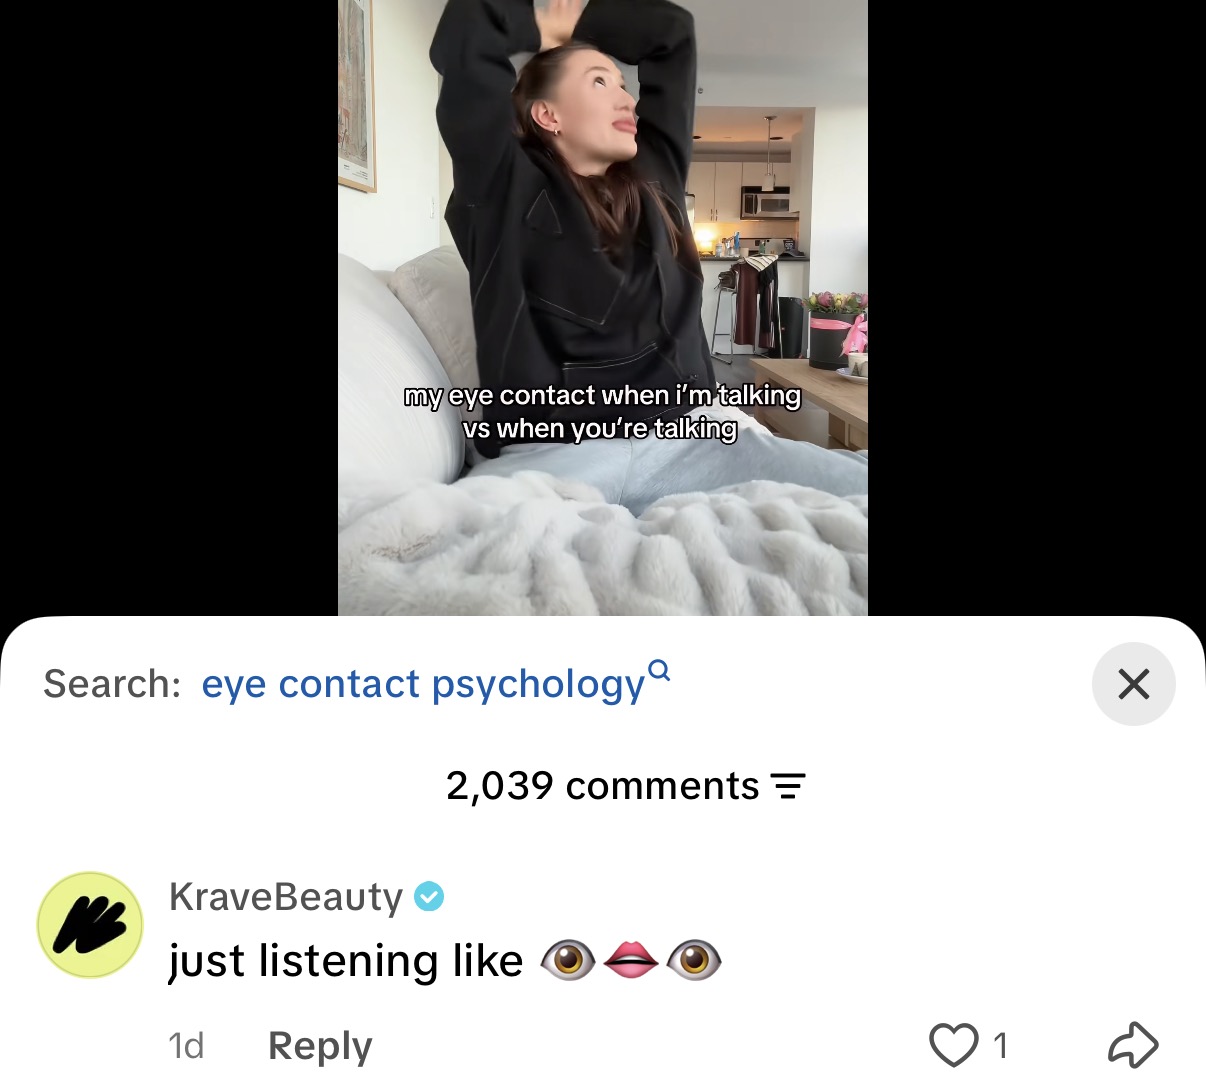 my eye contact when i'm talking
vs when you're talking
Search: eye contact psychology
2,039 comments
KraveBeauty
just listening like 👁️👄👁️
1d Reply 1